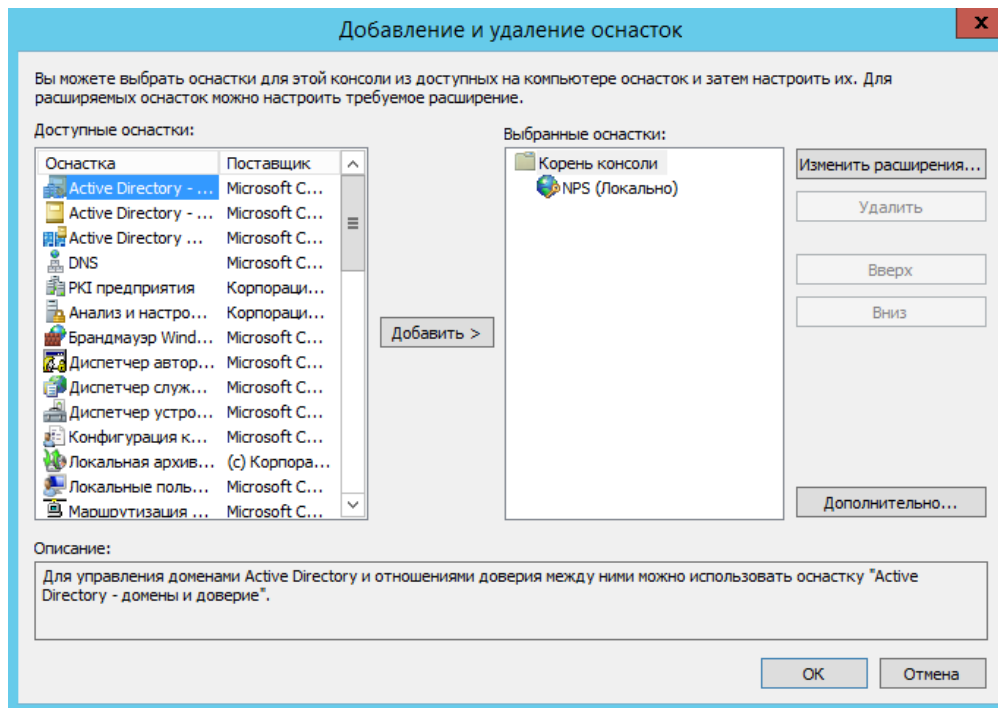 Добавление и удаление оснасток
x
Вы можете выбрать оснастки для этой консоли из доступных на компьютере оснасток и затем настроить их. Для
расширяемых оснасток можно настроить требуемое расширение.
Доступные оснастки:
Оснастка Поставщик
Active Directory - ... Microsoft C...
Active Directory - ... Microsoft C...
Active Directory ... Microsoft C...
DNS Microsoft C...
PKI предприятия Корпораци...
Анализ и настро... Корпораци...
Брандмауэр Wind... Microsoft C...
Диспетчер автор... Microsoft C...
Диспетчер служ... Microsoft C...
Диспетчер устро... Microsoft C...
Конфигурация к... Microsoft C...
Локальная архив... (c) Корпора...
Локальные поль... Microsoft C...
Маршрутизация ... Microsoft C...
Добавить >
Выбранные оснастки:
Корень консоли
NPS (Локально)
Изменить расширения...
Удалить
Вверх
Вниз
Дополнительно...
Описание:
Для управления доменами Active Directory и отношениями доверия между ними можно использовать оснастку "Active
Directory - домены и доверие".
ОК
Отмена